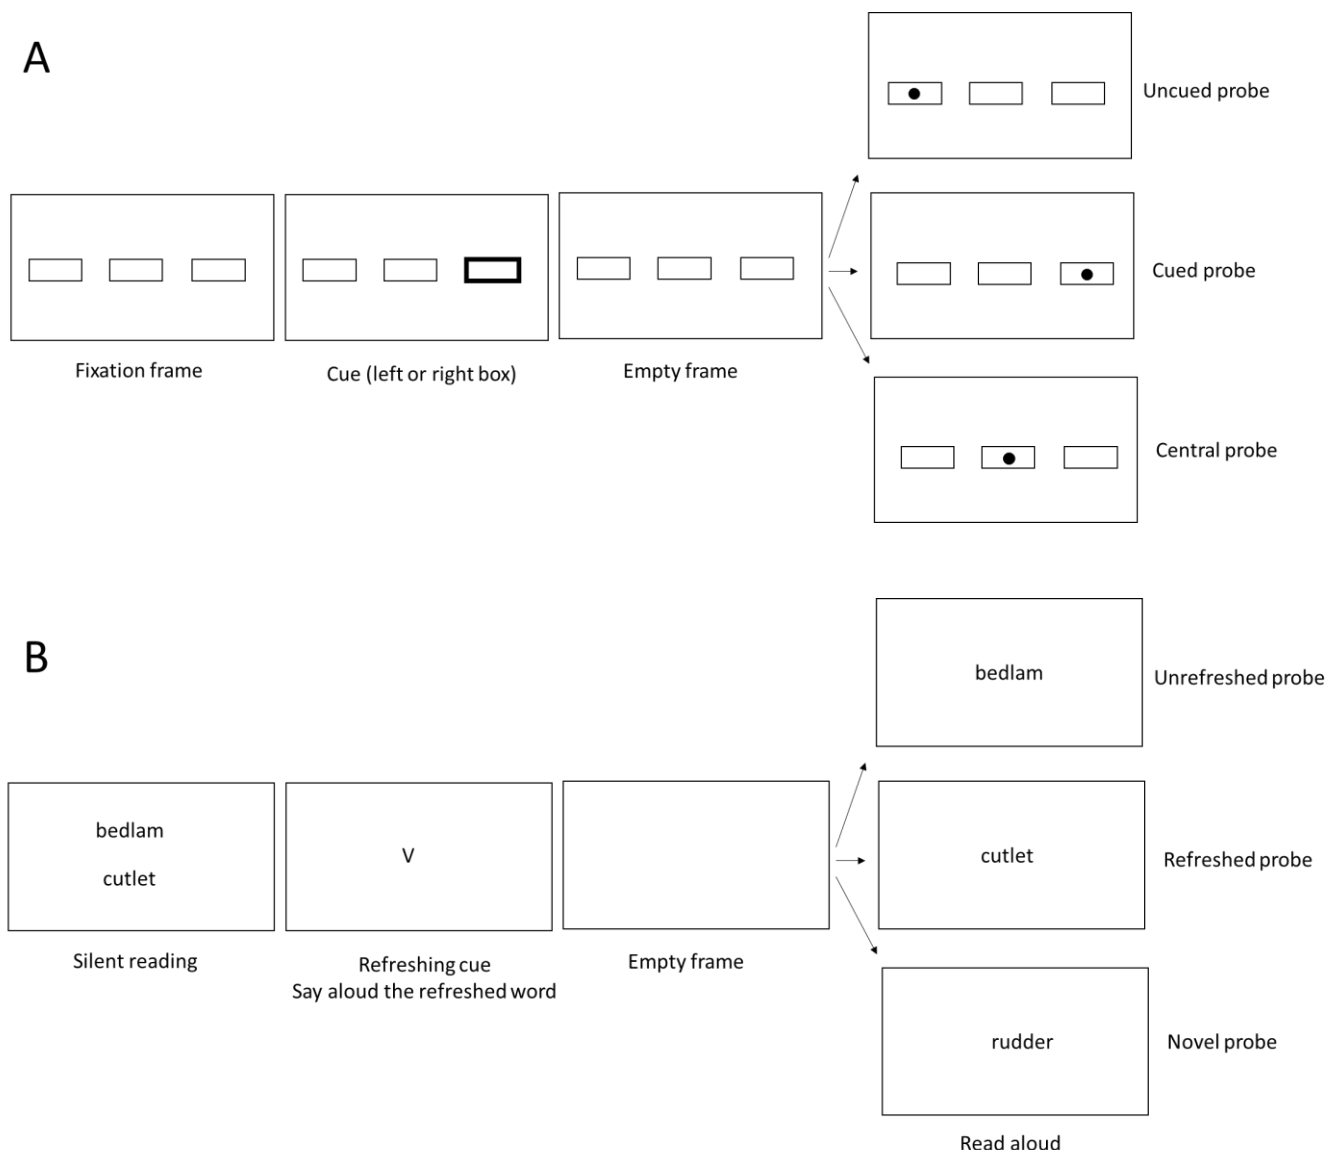 A
Uncued probe
Cued probe
Fixation frame
Cue (left or right box)
Empty frame
Central probe
B
bedlam
Unrefreshed probe
bedlam
cutlet
V
cutlet
Refreshed probe
Silent reading
Refreshing cue
Say aloud the refreshed word
Empty frame
rudder
Novel probe
Read aloud